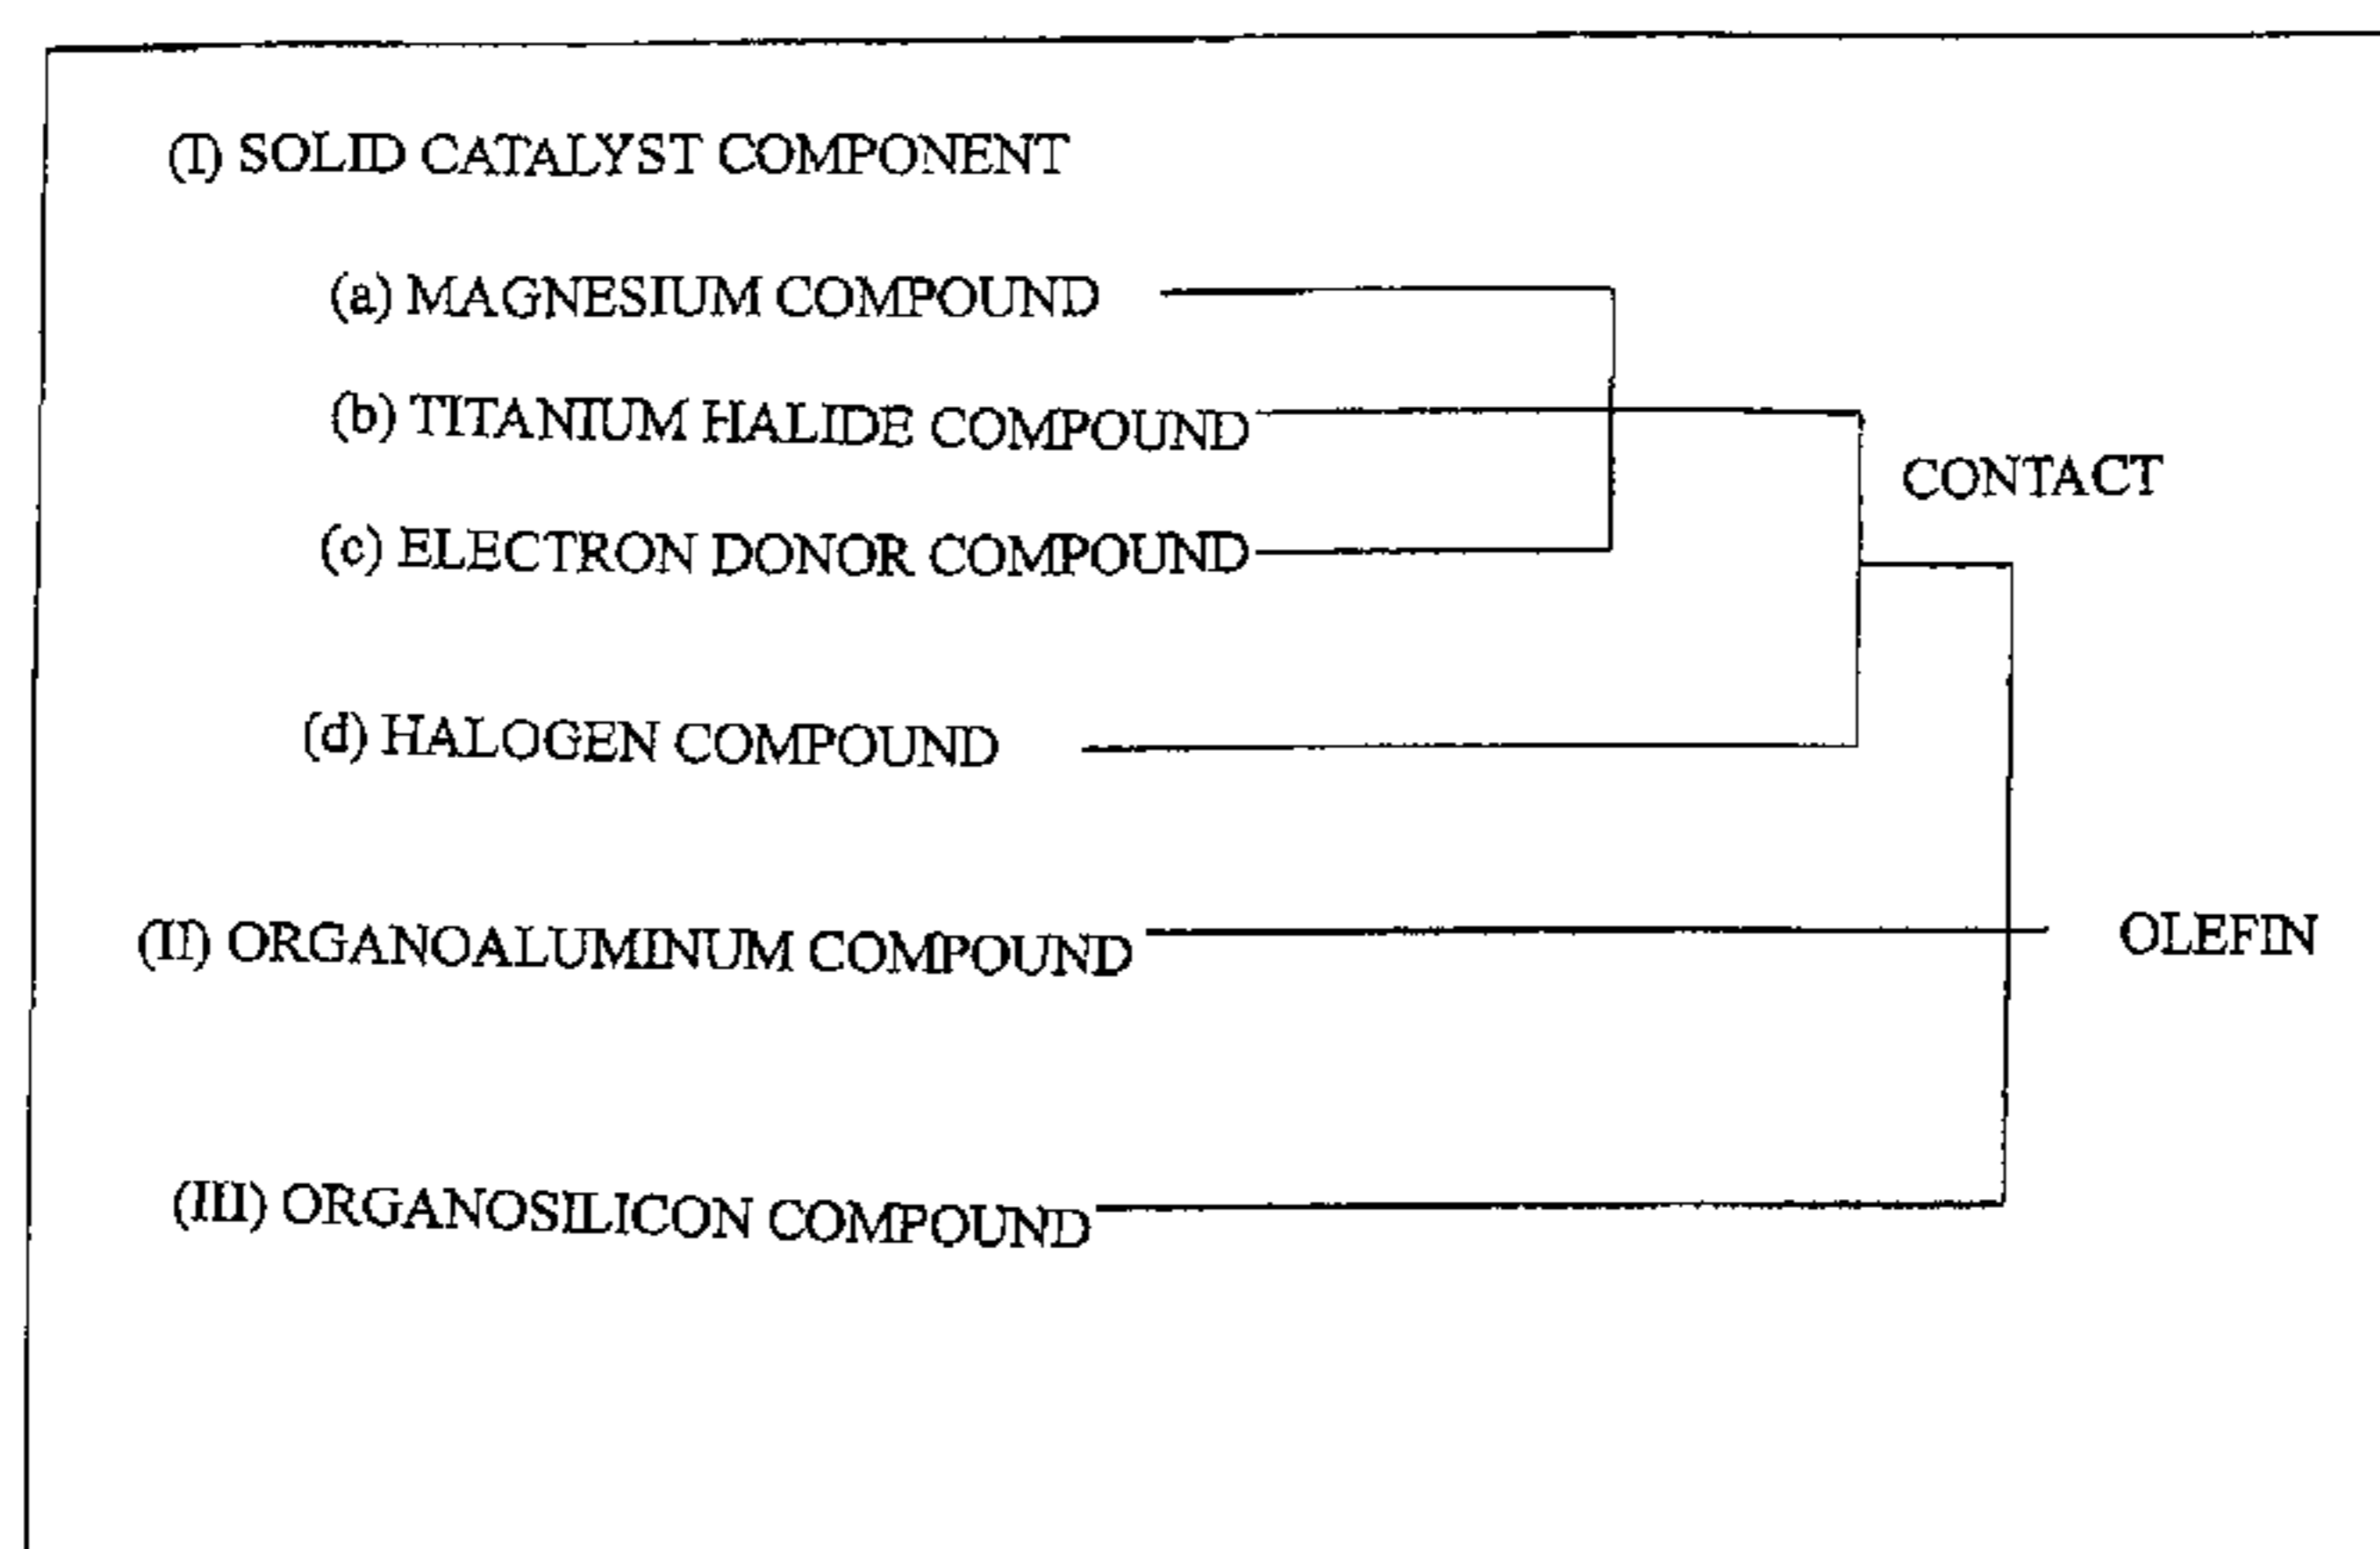 (I) SOLID CATALYST COMPONENT
(a) MAGNESIUM COMPOUND
(b) TITANIUM HALIDE COMPOUND
CONTACT
(c) ELECTRON DONOR COMPOUND
(d) HALOGEN COMPOUND
(II) ORGANOALUMINUM COMPOUND
OLEFIN
(III) ORGANOSILICON COMPOUND